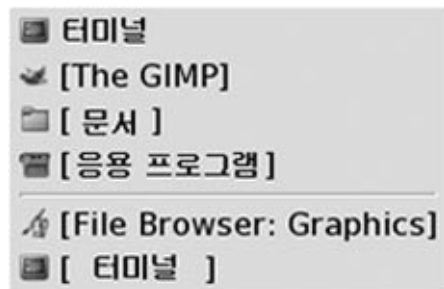 터미널
[The GIMP]
[ 문서 ]
[응용 프로그램]
[File Browser: Graphics]
[ 터미널 ]